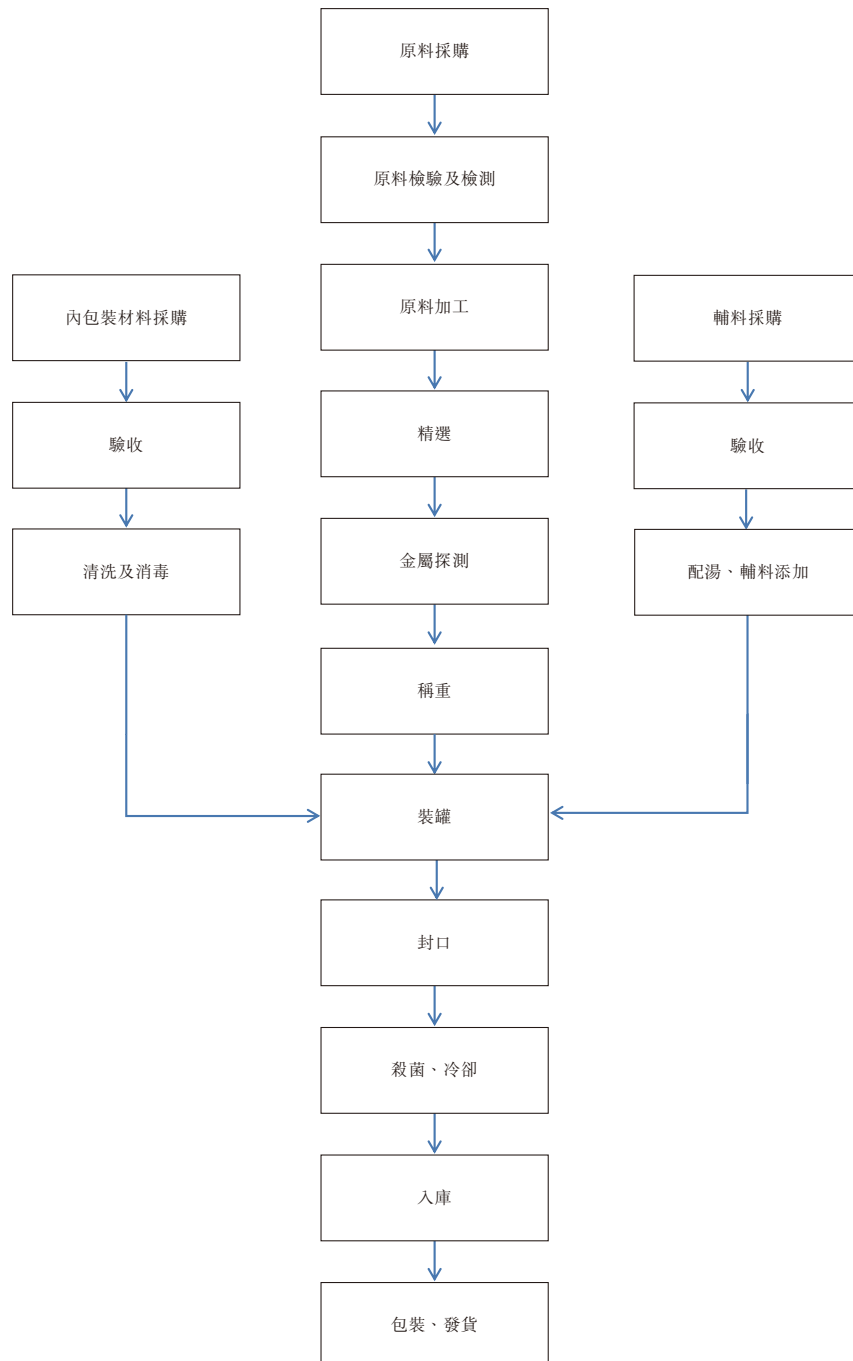 原料採購
原料檢驗及檢測
內包裝材料採購
原料加工
輔料採購
驗收
精選
驗收
清洗及消毒
金屬探測
配湯、輔料添加
稱重
裝罐
封口
殺菌、冷卻
入庫
包裝、發貨